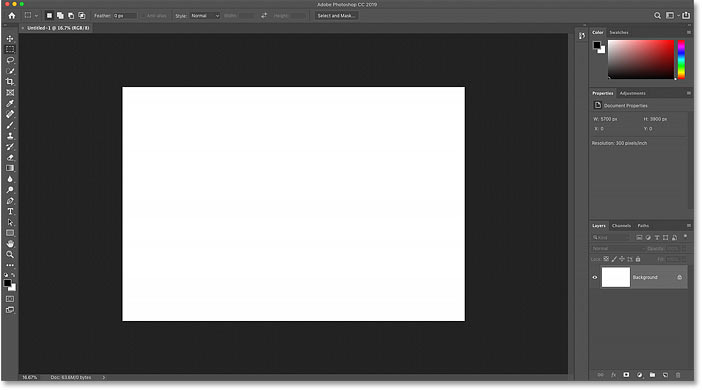 Adobe Photoshop CC 2019
Feather: 0 px Anti-alias Style: Normal Width: Height: Select and Mask...
Untitled-1 @ 16.7% (RGB/8)
Color Swatches
Properties Adjustments
Document Properties
W: 5700 px H: 3900 px
X: 0 Y: 0
Resolution: 300 pixels/inch
Layers Channels Paths
Kind
Normal Opacity:
Lock: Fill:
Background
16.67% Doc: 63.6M/0 bytes